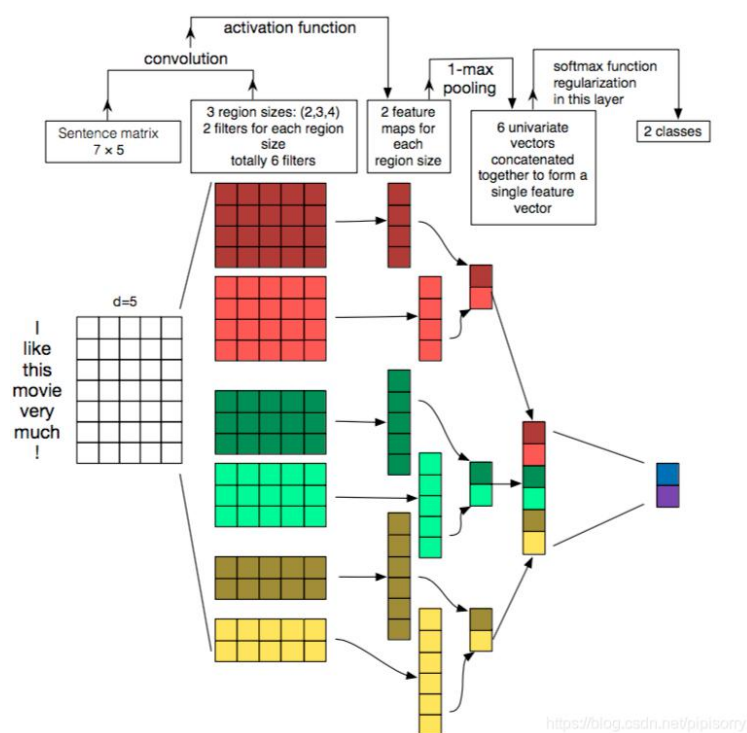 activation function
convolution
1-max
pooling
softmax function
regularization
in this layer
Sentence matrix
7 × 5
3 region sizes: (2,3,4)
2 filters for each region
size
totally 6 filters
2 feature
maps for
each
region size
6 univariate
vectors
concatenated
together to form a
single feature
vector
2 classes
d=5
I
like
this
movie
very
much
!
https://blog.csdn.net/pipisorry